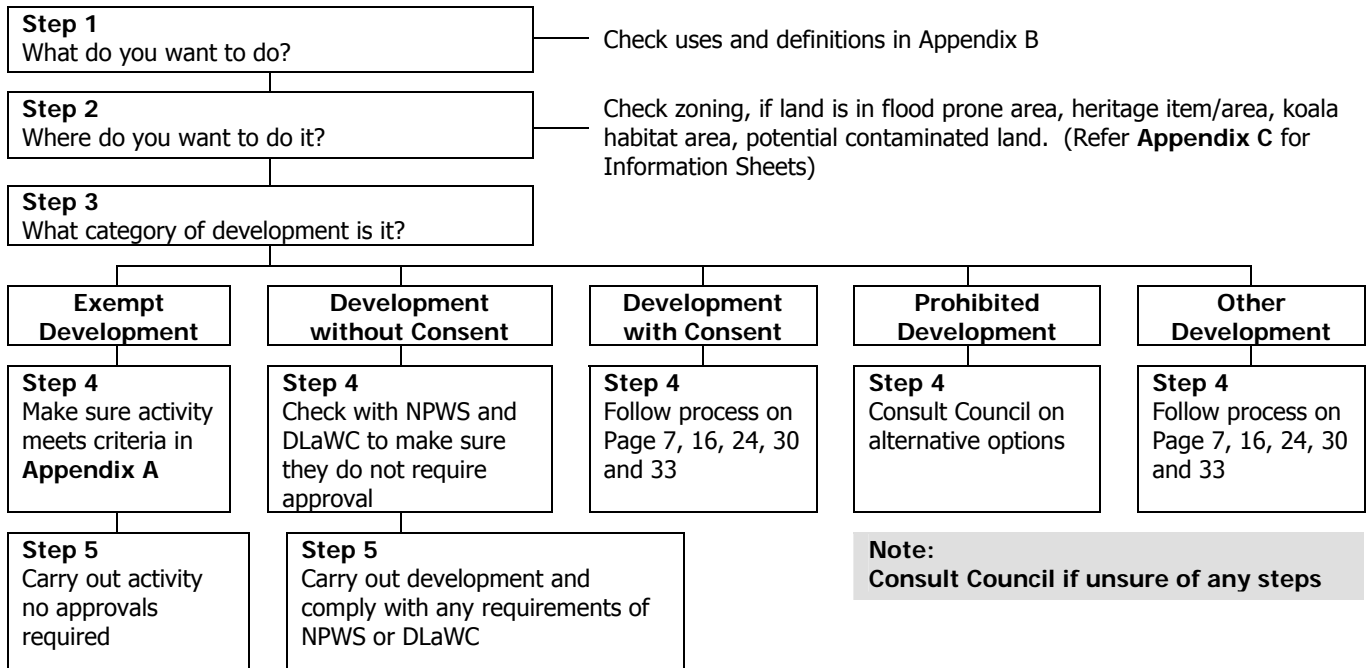 Step 1
What do you want to do?
Check uses and definitions in Appendix B
Step 2
Where do you want to do it?
Check zoning, if land is in flood prone area, heritage item/area, koala
habitat area, potential contaminated land. (Refer Appendix C for
Information Sheets)
Step 3
What category of development is it?
Exempt
Development
Development
without Consent
Development
with Consent
Prohibited
Development
Other
Development
Step 4
Make sure activity
meets criteria in
Appendix A
Step 4
Check with NPWS and
DLaWC to make sure
they do not require
approval
Step 4
Follow process on
Page 7, 16, 24, 30
and 33
Step 4
Consult Council on
alternative options
Step 4
Follow process on
Page 7, 16, 24, 30
and 33
Step 5
Carry out activity
no approvals
required
Step 5
Carry out development and
comply with any requirements of
NPWS or DLaWC
Note:
Consult Council if unsure of any steps